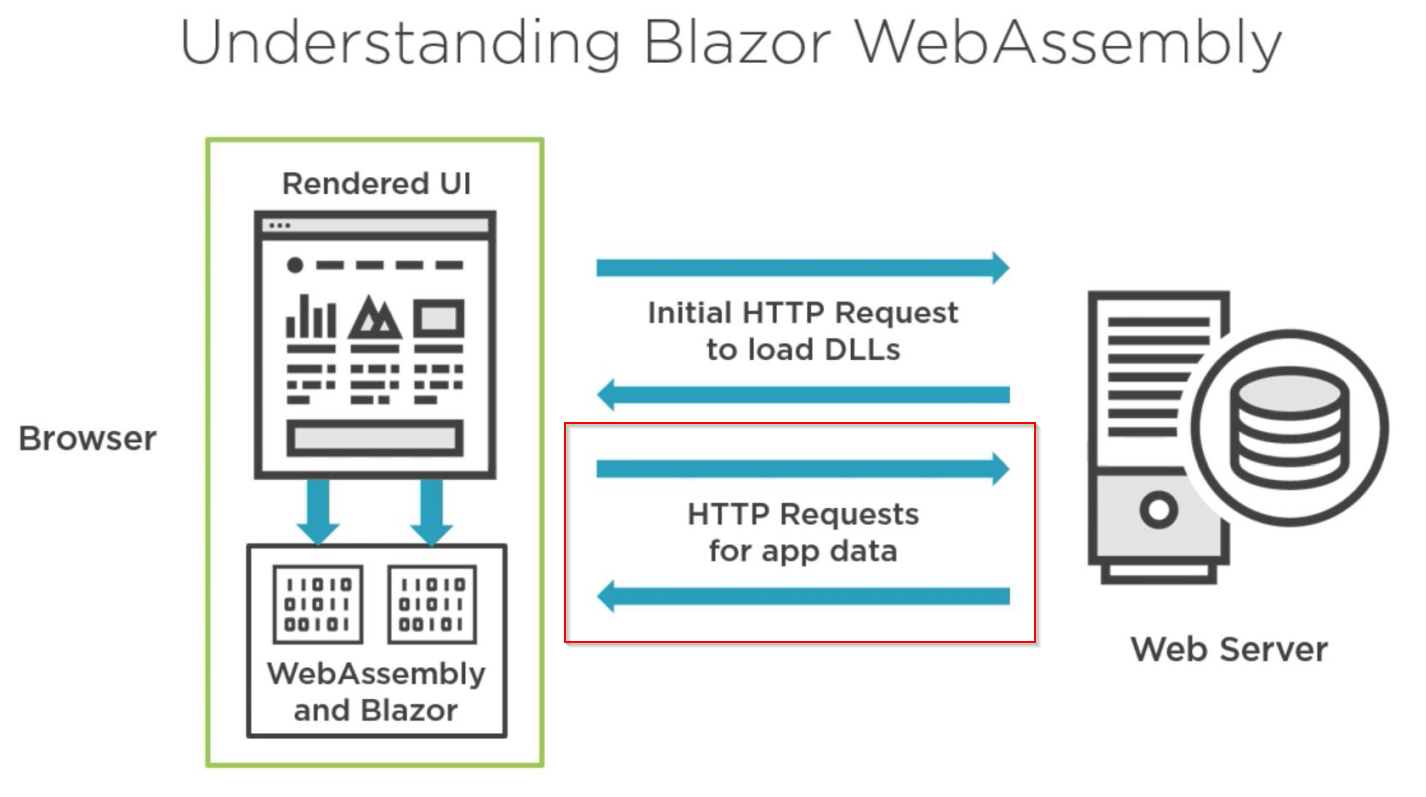 Understanding Blazor WebAssembly
Rendered UI
Initial HTTP Request
to load DLLs
Browser
HTTP Requests
for app data
11010
01011
00101
11010
01011
00101
WebAssembly
and Blazor
Web Server